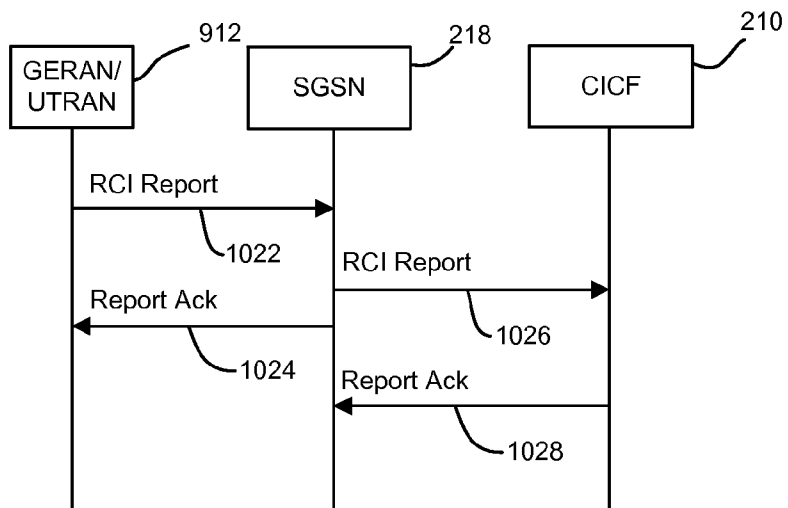 912
218
210
GERAN/
UTRAN
SGSN
CICF
RCI Report
1022
RCI Report
Report Ack
1026
1024
Report Ack
1028